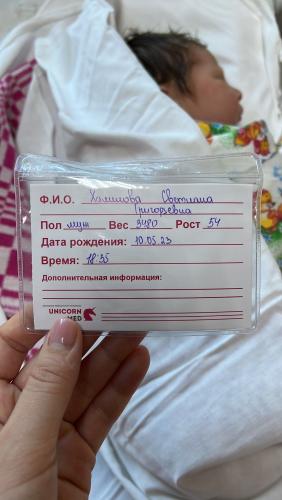 Ф.И.О. Халилова Светлана
Григорьевна
Пол муж Вес 3480 Рост 54
Дата рождения: 10.05.23
Время: 18:35
Дополнительная информация:
UNICORN
MED